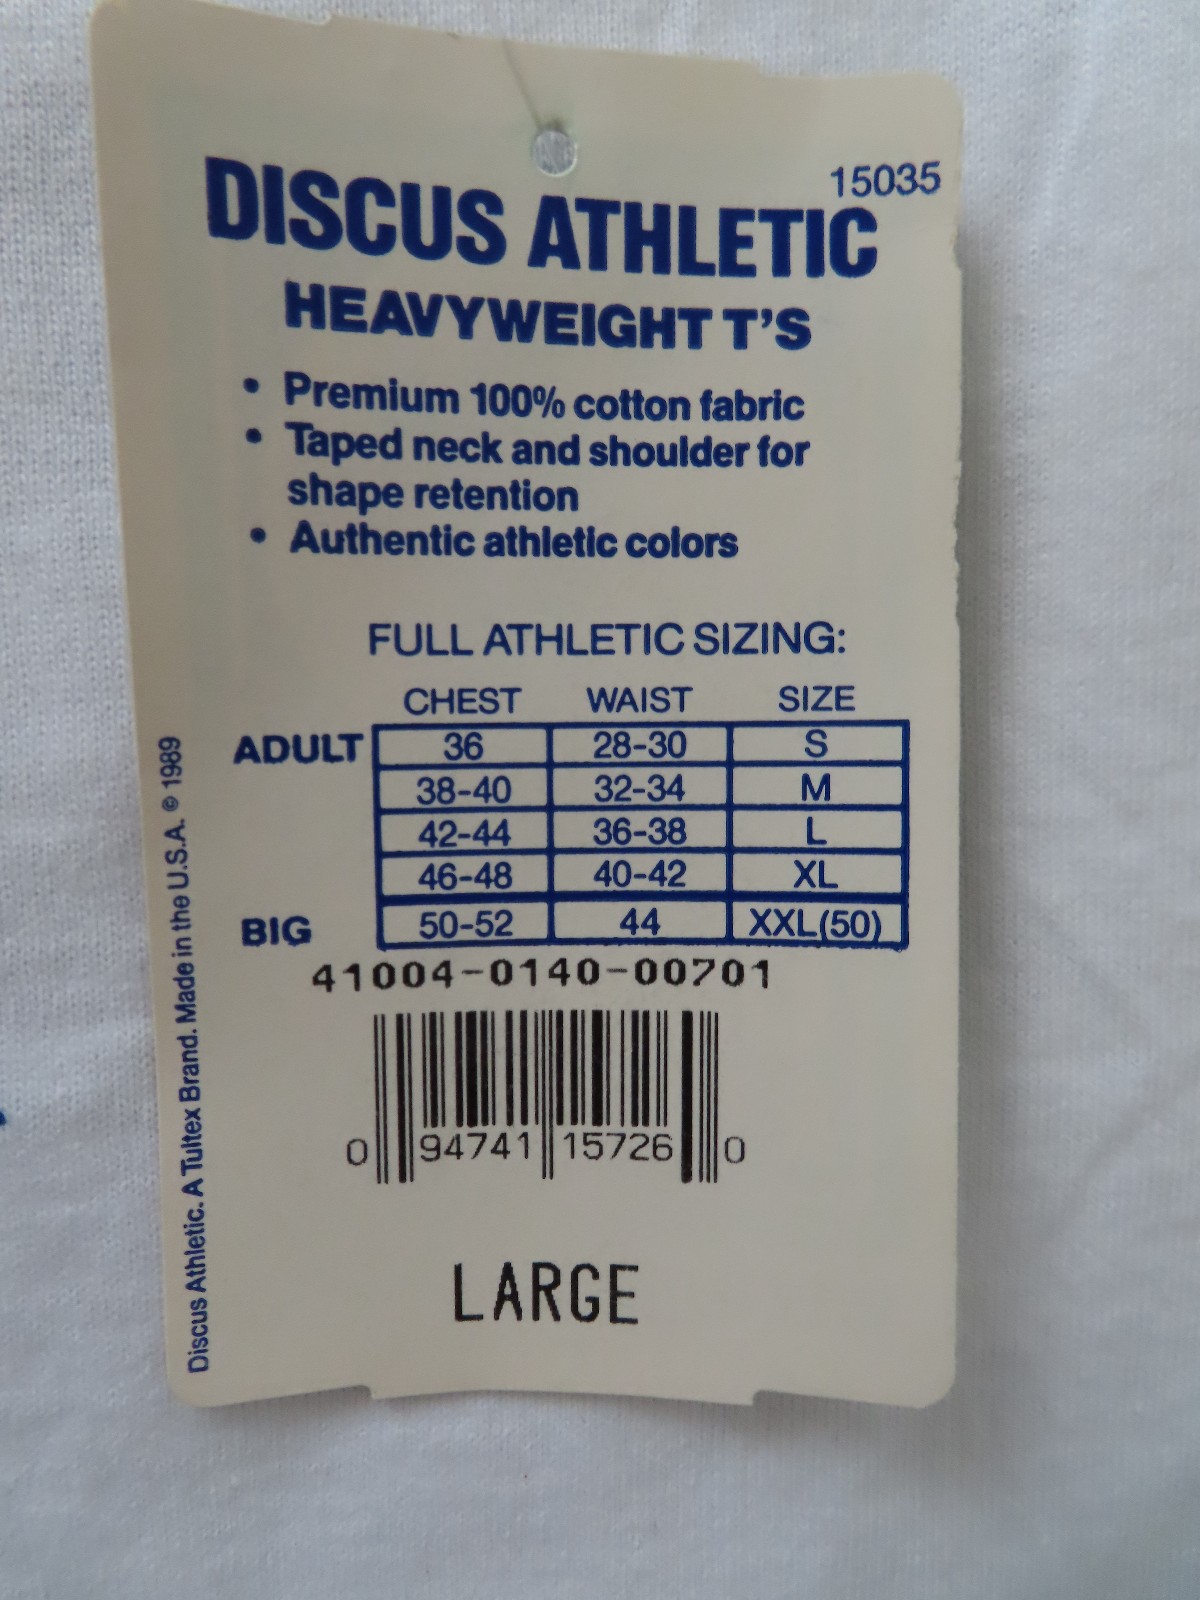 15035
DISCUS ATHLETIC
HEAVYWEIGHT T'S
• Premium 100% cotton fabric
• Taped neck and shoulder for
shape retention
• Authentic athletic colors
FULL ATHLETIC SIZING:
CHEST WAIST SIZE
ADULT 36 28-30 S
38-40 32-34 M
42-44 36-38 L
46-48 40-42 XL
BIG 50-52 44 XXL(50)
41004-0140-00701
0 94741 15726 0
LARGE
Discus Athletic. A Tultex Brand. Made in the U.S.A. © 1989